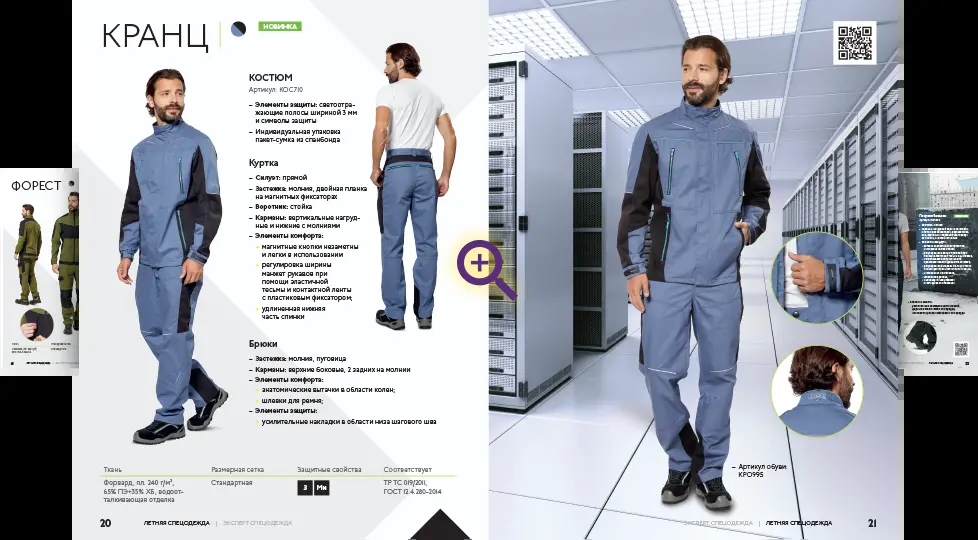 КРАНЦ
НОВИНКА
КОСТЮМ
Артикул: КОС710
– Элементы защиты: светоотра-
жающие полосы шириной 3 мм
и символы защиты
– Индивидуальная упаковка
пакет-сумка из спанбонда
Куртка
– Силуэт: прямой
– Застежка: молния, двойная планка
на магнитных фиксаторах
– Воротник: стойка
– Карманы: вертикальные нагруд-
ные и нижние с молниями
– Элементы комфорта:
магнитные кнопки незаметны
и легки в использовании
регулировка ширины
манжет рукавов при
помощи эластичной
тесьмы и контактной ленты
с пластиковым фиксатором;
удлиненная нижняя
часть спинки
Брюки
– Застежка: молния, пуговица
– Карманы: верхние боковые, 2 задних на молнии
– Элементы комфорта:
анатомические вытачки в области колен;
шлевки для ремня;
– Элементы защиты:
усилительные накладки в области низа шагового шва
Ткань
Форвард, пл. 240 г/м²,
65% ПЭ+35% ХБ, водоот-
талкивающая отделка
Размерная сетка
Стандартная
Защитные свойства
З Ми
Соответствует
ТР ТС 019/2011,
ГОСТ 12.4.280-2014
20 ЛЕТНЯЯ СПЕЦОДЕЖДА | ЭКСПЕРТ СПЕЦОДЕЖДА
– Артикул обуви:
КРО995
ЭКСПЕРТ СПЕЦОДЕЖДА | ЛЕТНЯЯ СПЕЦОДЕЖДА 21
ФОРЕСТ